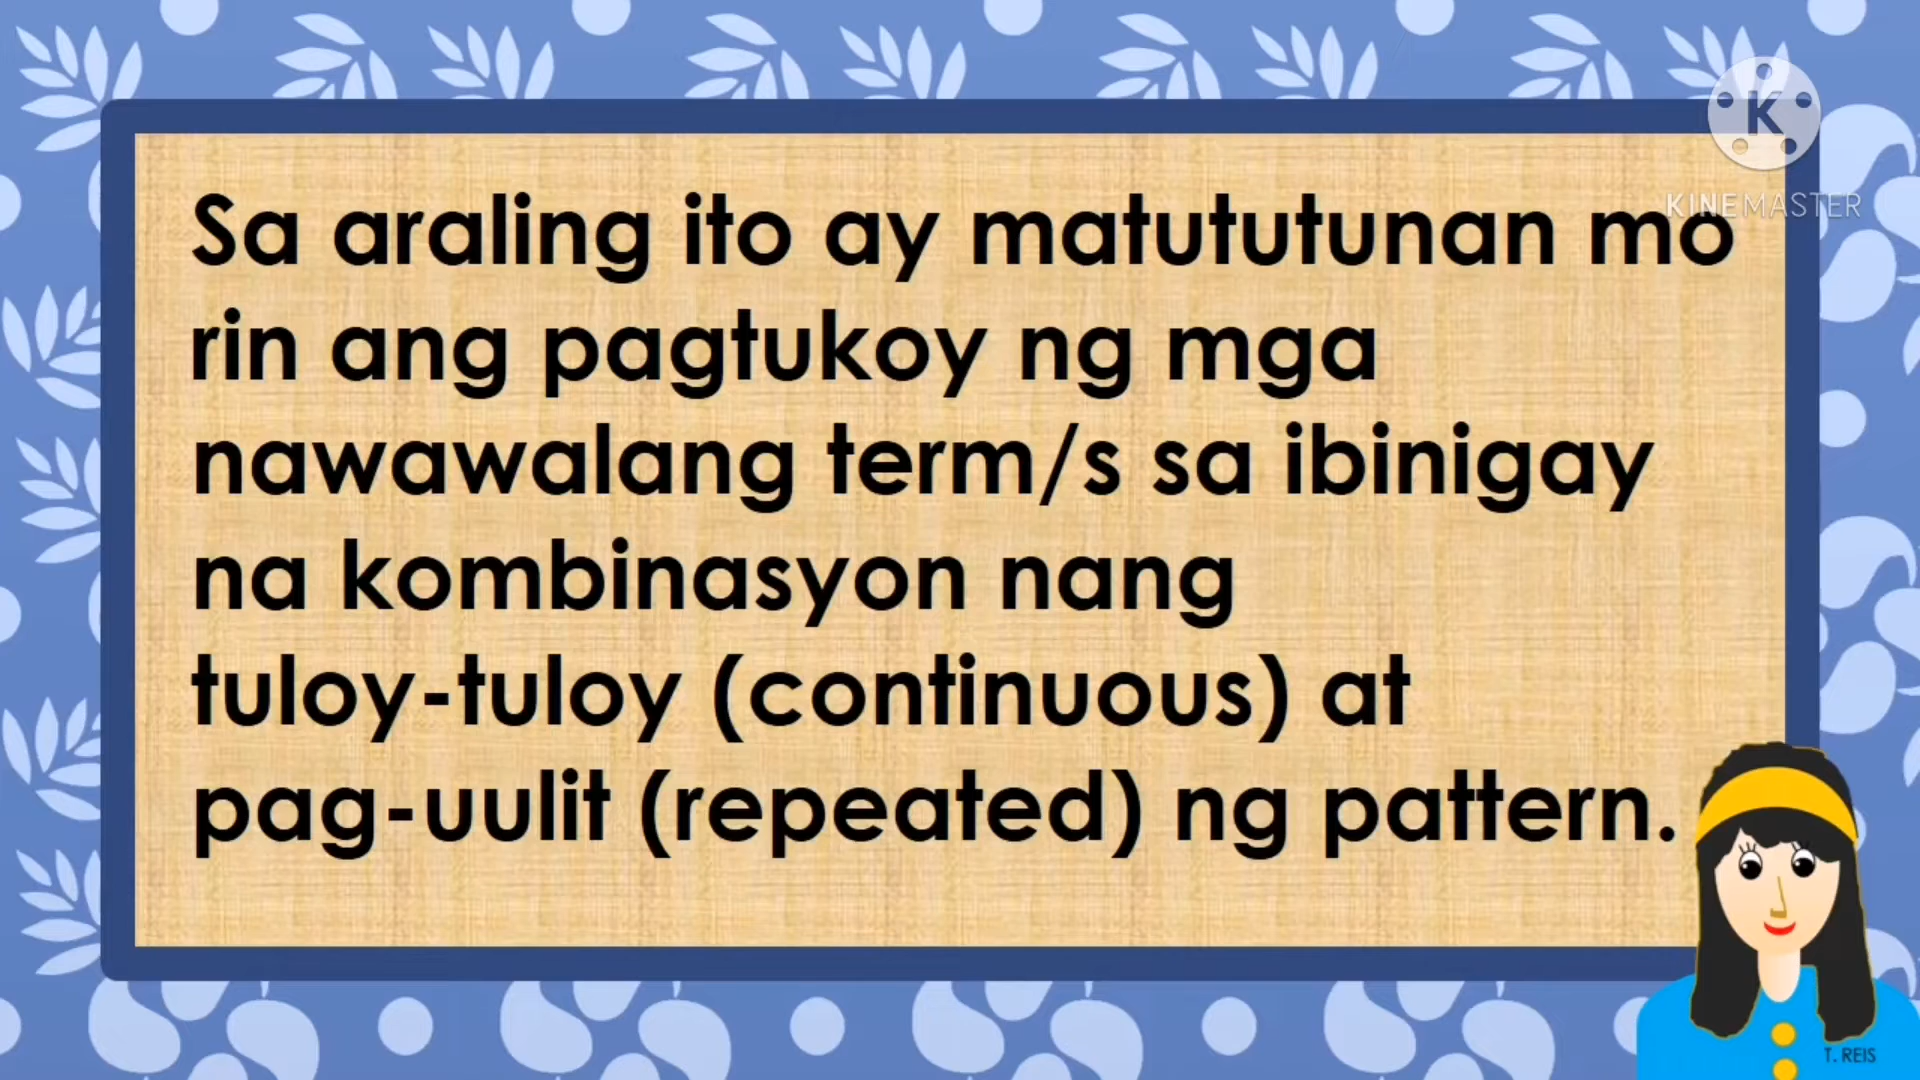 K
KINEMASTER
Sa araling ito ay matututunan mo
rin ang pagtukoy ng mga
nawawalang term/s sa ibinigay
na kombinasyon nang
tuloy-tuloy (continuous) at
pag-uulit (repeated) ng pattern.
T. REIS